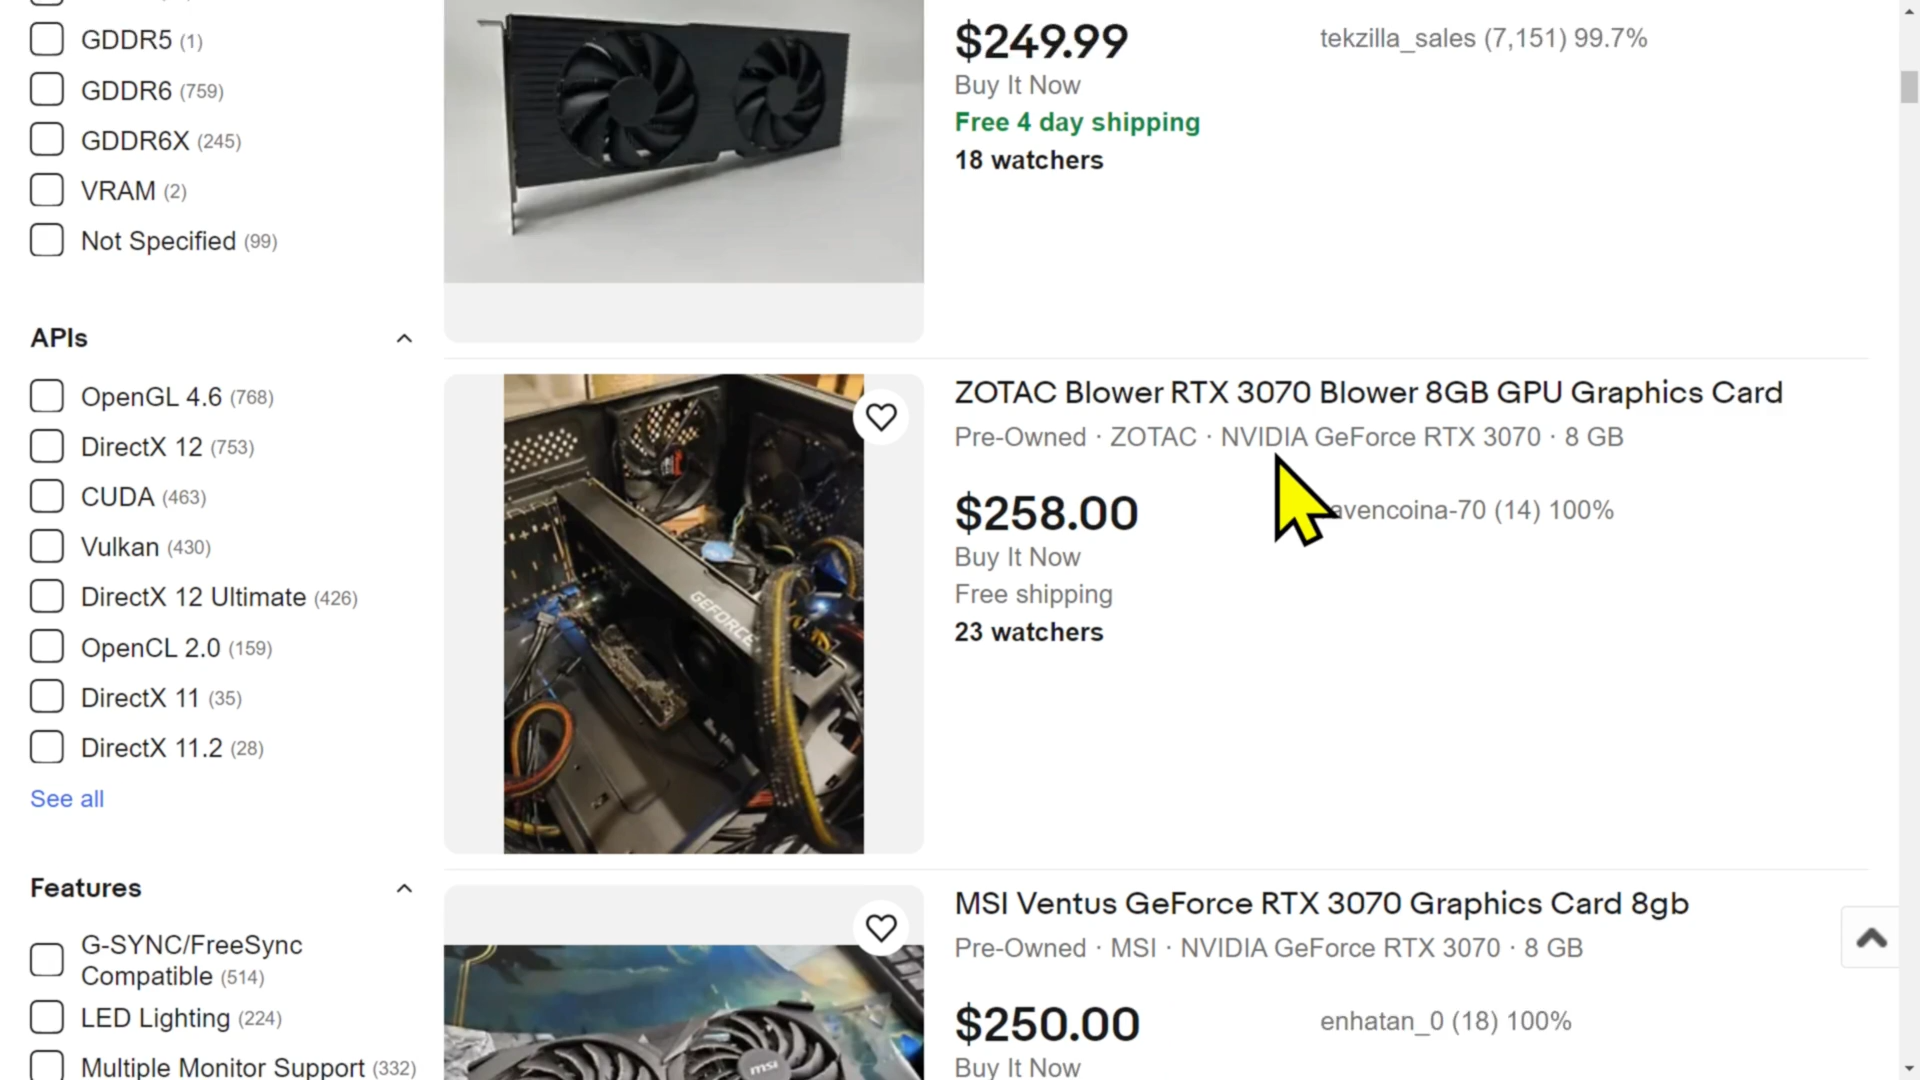 GDDR5 (1)
GDDR6 (759)
GDDR6X (245)
VRAM (2)
Not Specified (99)
APIs
OpenGL 4.6 (768)
DirectX 12 (753)
CUDA (463)
Vulkan (430)
DirectX 12 Ultimate (426)
OpenCL 2.0 (159)
DirectX 11 (35)
DirectX 11.2 (28)
See all
Features
G-SYNC/FreeSync
Compatible (514)
LED Lighting (224)
Multiple Monitor Support (332)
$249.99
tekzilla_sales (7,151) 99.7%
Buy It Now
Free 4 day shipping
18 watchers
GEFORCE
ZOTAC Blower RTX 3070 Blower 8GB GPU Graphics Card
Pre-Owned · ZOTAC · NVIDIA GeForce RTX 3070 · 8 GB
$258.00
avencoina-70 (14) 100%
Buy It Now
Free shipping
23 watchers
msi
MSI Ventus GeForce RTX 3070 Graphics Card 8gb
Pre-Owned · MSI · NVIDIA GeForce RTX 3070 · 8 GB
$250.00
enhatan_0 (18) 100%
Buy It Now